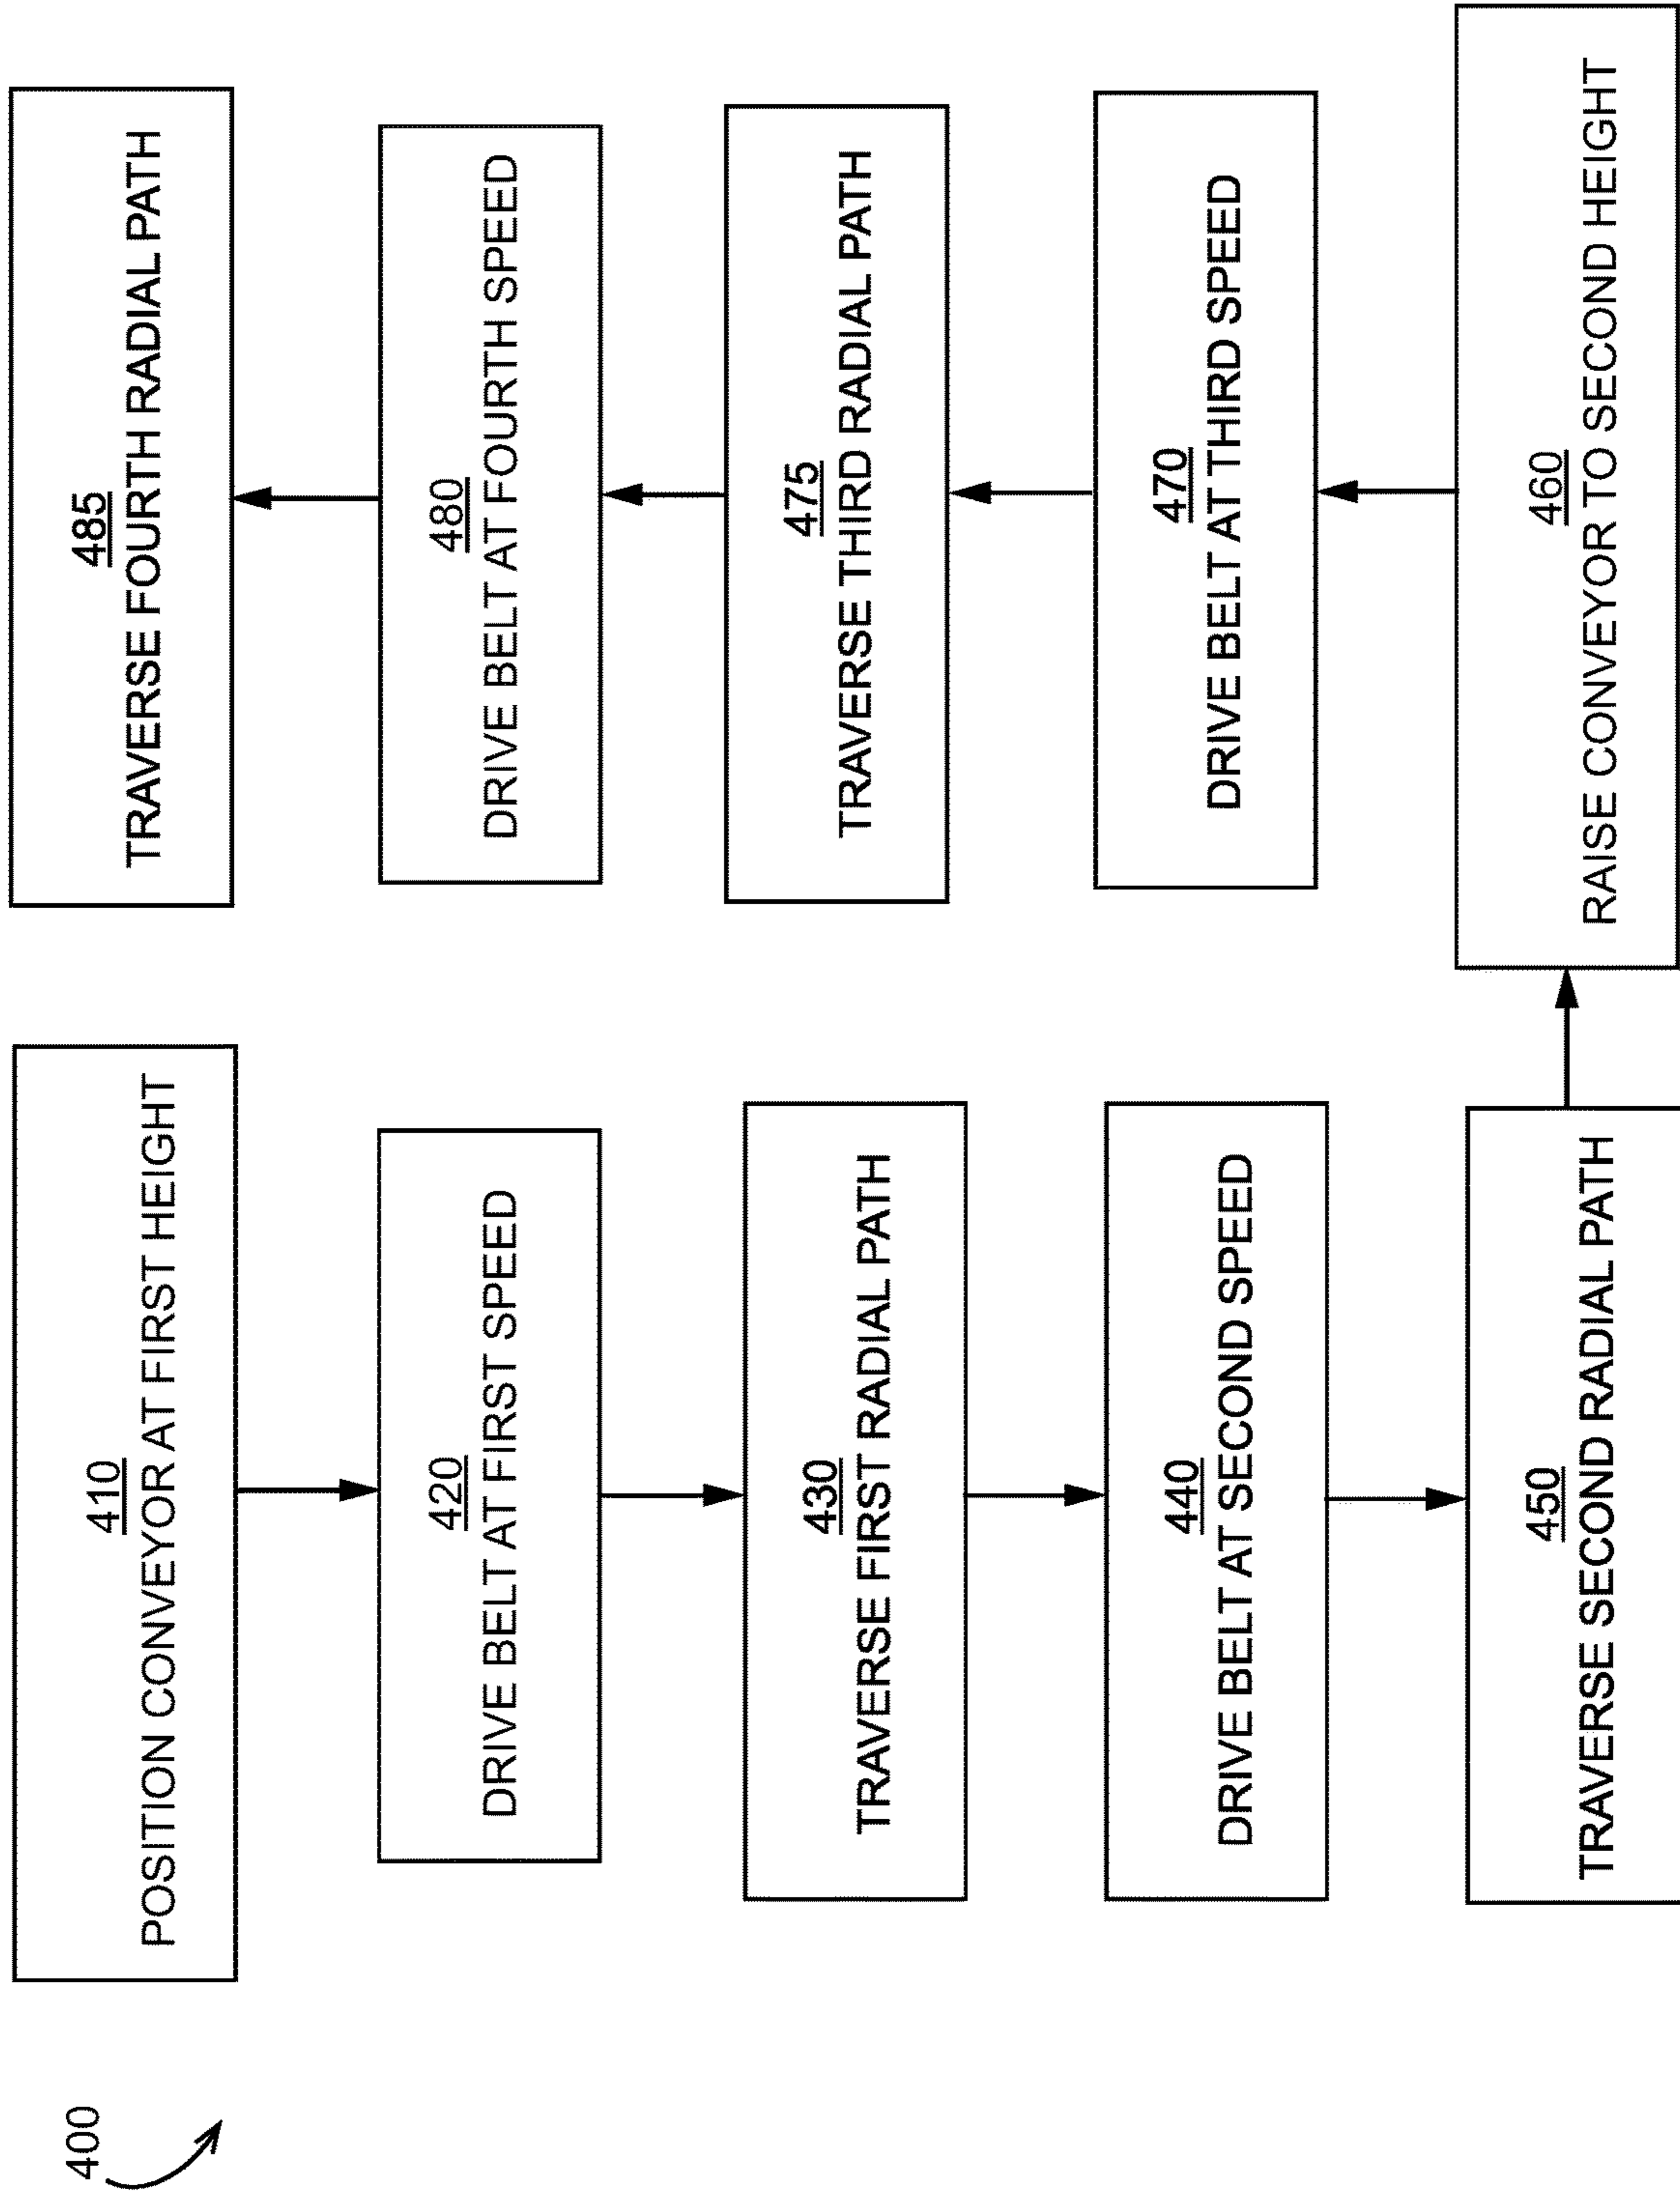 400
410
POSITION CONVEYOR AT FIRST HEIGHT
420
DRIVE BELT AT FIRST SPEED
430
TRAVERSE FIRST RADIAL PATH
440
DRIVE BELT AT SECOND SPEED
450
TRAVERSE SECOND RADIAL PATH
460
RAISE CONVEYOR TO SECOND HEIGHT
470
DRIVE BELT AT THIRD SPEED
475
TRAVERSE THIRD RADIAL PATH
480
DRIVE BELT AT FOURTH SPEED
485
TRAVERSE FOURTH RADIAL PATH